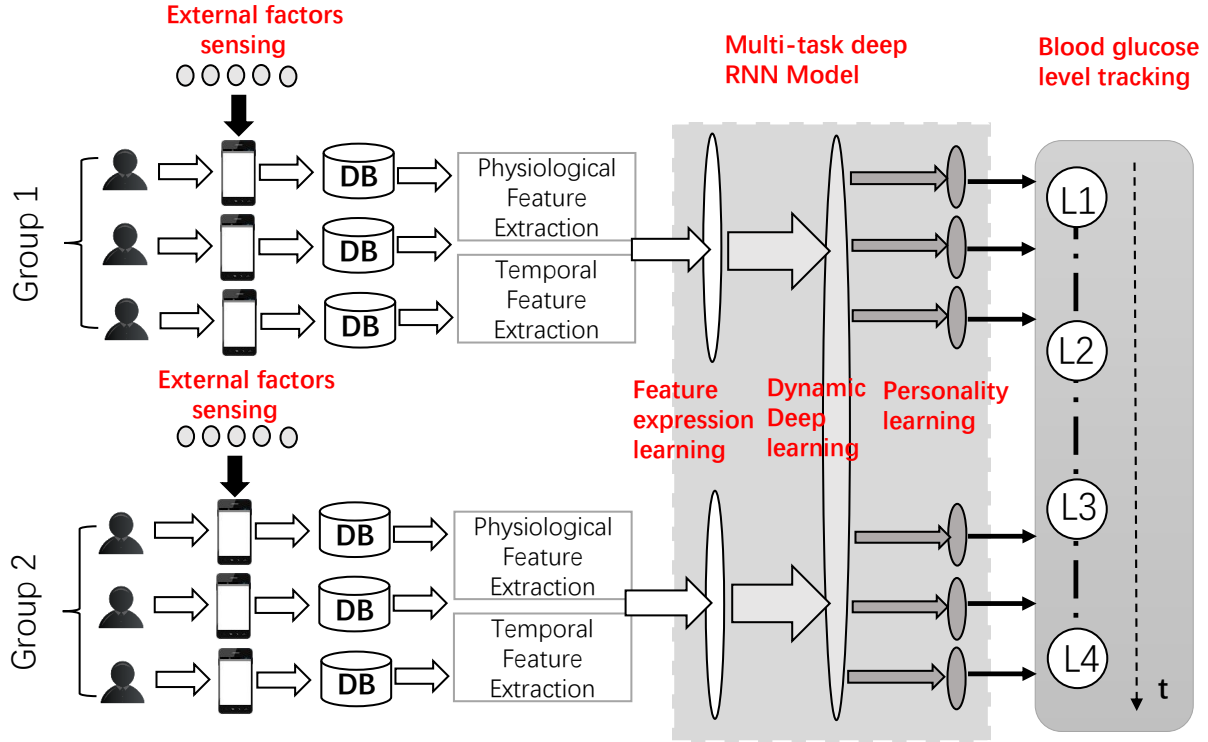 External factors
sensing
Multi-task deep
RNN Model
Blood glucose
level tracking
Group 1
DB
DB
DB
Physiological
Feature
Extraction
Temporal
Feature
Extraction
L1
L2
External factors
sensing
Feature
expression
learning
Dynamic
Deep
learning
Personality
learning
Group 2
DB
DB
DB
Physiological
Feature
Extraction
Temporal
Feature
Extraction
L3
L4
t